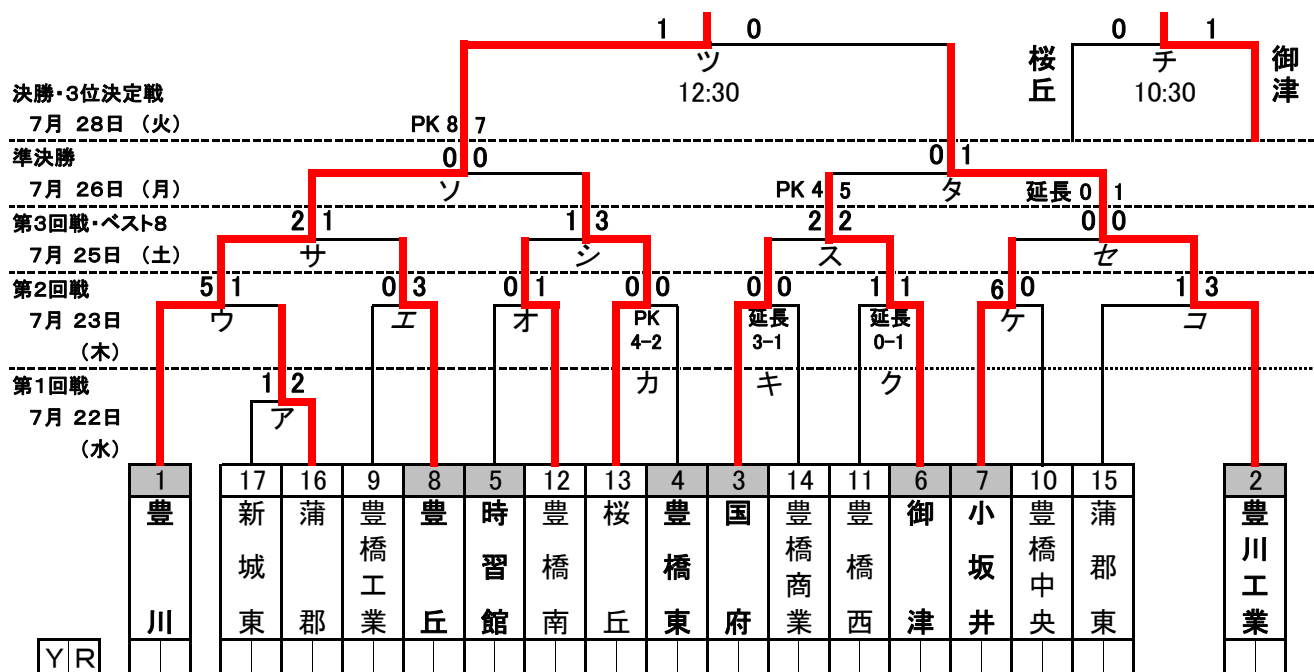 1 0
ツ
12:30
0 1
チ
10:30
桜丘
御津
決勝・3位決定戦
7月 28日 （火）
PK 8 7
準決勝
0 0
0 1
7月 26日 （月）
ソ
PK 4 5
タ
延長 0 1
第3回戦・ベスト8
2 1
1 3
2 2
0 0
7月 25日 （土）
サ
シ
ス
セ
第2回戦
5 1
0 3
0 1
0 0
0 0
1 1
6 0
1 3
7月 23日
（木）
ウ
エ
オ
PK
4-2
延長
3-1
延長
0-1
ケ
コ
第1回戦
1 2
カ
キ
ク
7月 22日
（水）
ア
1 17 16 9 8 5 12 13 4 3 14 11 6 7 10 15 2
豊川
新城東
蒲郡
豊橋工業
豊丘
時習館
豊橋南
桜丘
豊橋東
国府
豊橋商業
豊橋西
御津
小坂井
豊橋中央
蒲郡東
豊川工業
Y R